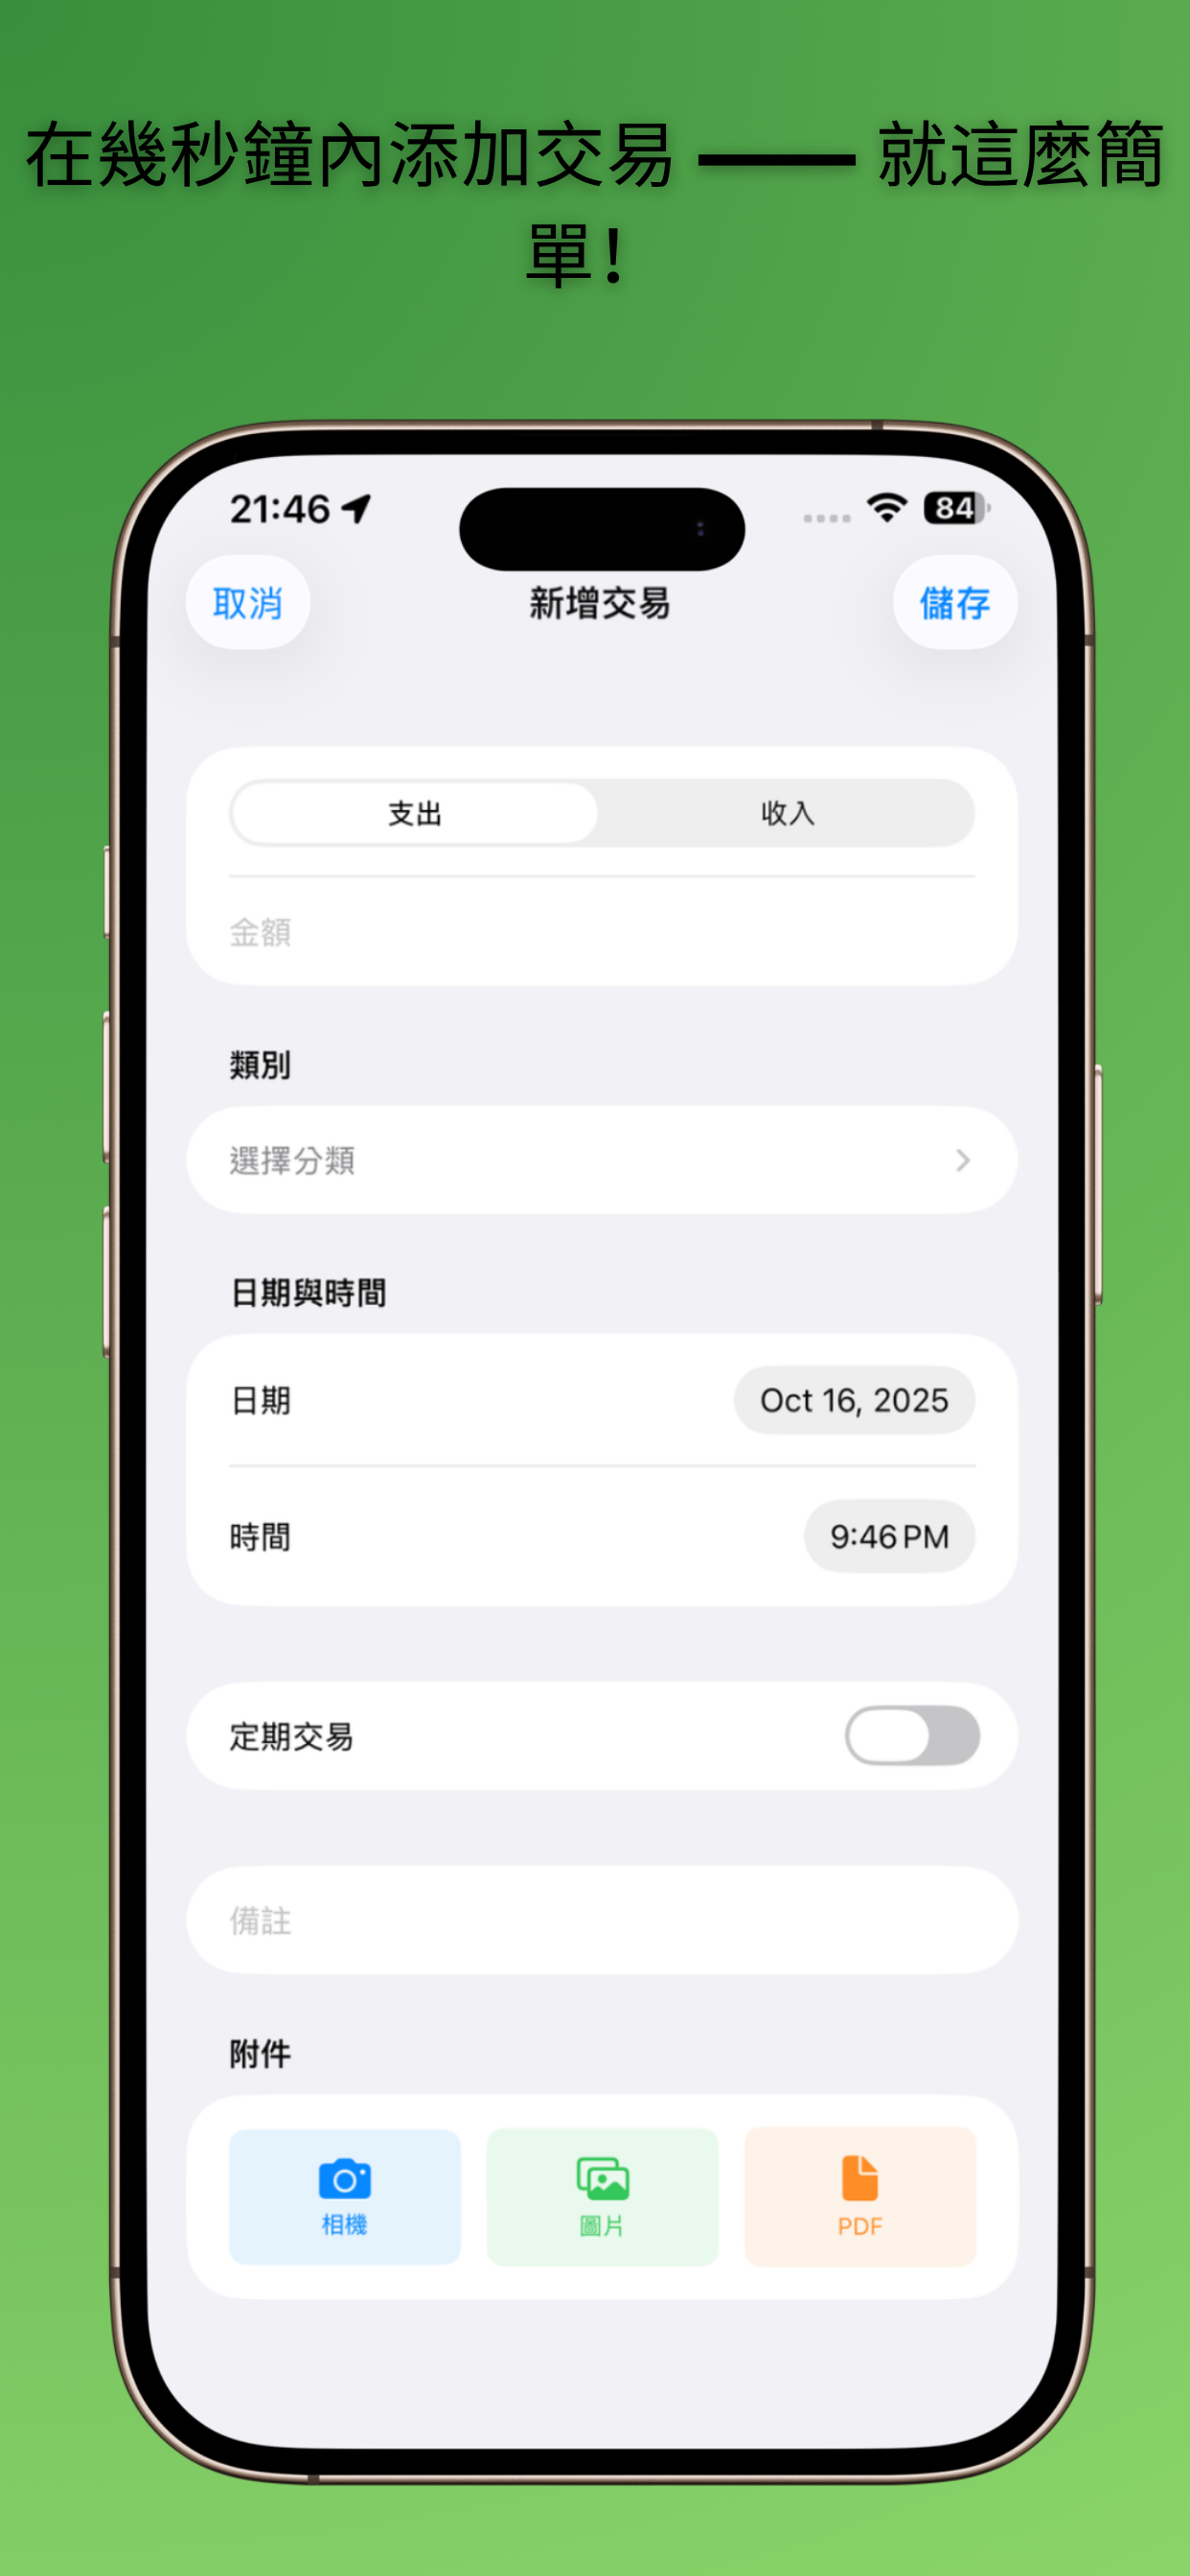 在幾秒鐘內添加交易 —— 就這麼簡
單！
21:46
84
取消
新增交易
儲存
支出
收入
金額
類別
選擇分類
日期與時間
日期
Oct 16, 2025
時間
9:46 PM
定期交易
備註
附件
相機
圖片
PDF